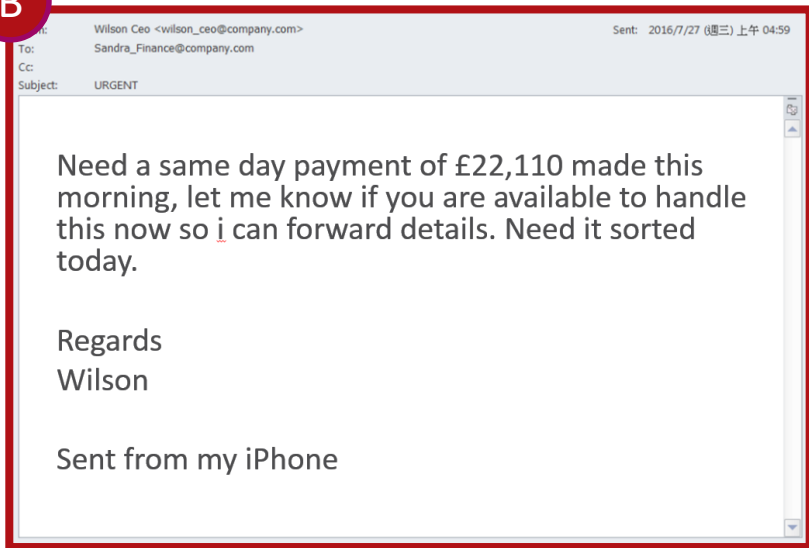 B
Wilson Ceo <wilson_ceo@company.com> Sent: 2016/7/27 (週三) 上午 04:59
To: Sandra_Finance@company.com
Cc:
Subject: URGENT
Need a same day payment of £22,110 made this
morning, let me know if you are available to handle
this now so i can forward details. Need it sorted
today.
Regards
Wilson
Sent from my iPhone